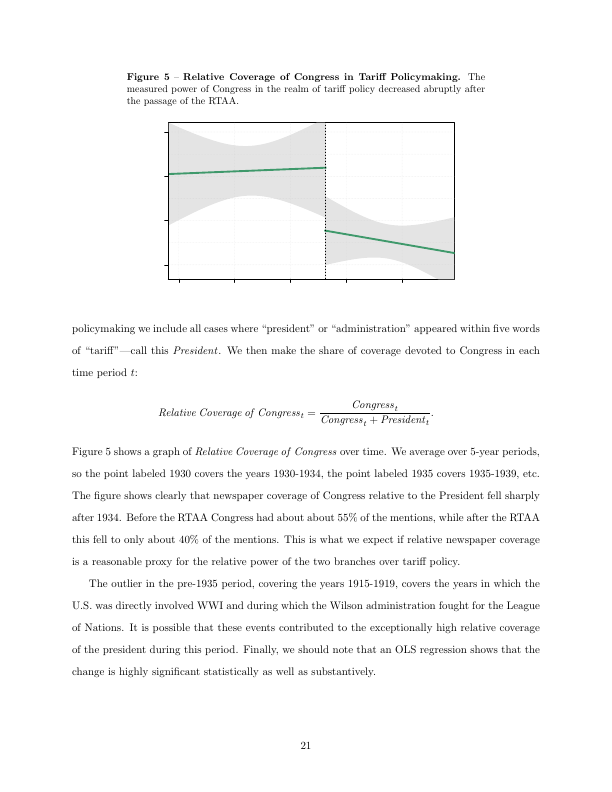 Figure 5 – Relative Coverage of Congress in Tariff Policymaking. The
measured power of Congress in the realm of tariff policy decreased abruptly after
the passage of the RTAA.
policymaking we include all cases where “president” or “administration” appeared within five words
of “tariff”—call this President. We then make the share of coverage devoted to Congress in each
time period t:
Relative Coverage of Congress_t = Congress_t / (Congress_t + President_t).
Figure 5 shows a graph of Relative Coverage of Congress over time. We average over 5-year periods,
so the point labeled 1930 covers the years 1930-1934, the point labeled 1935 covers 1935-1939, etc.
The figure shows clearly that newspaper coverage of Congress relative to the President fell sharply
after 1934. Before the RTAA Congress had about about 55% of the mentions, while after the RTAA
this fell to only about 40% of the mentions. This is what we expect if relative newspaper coverage
is a reasonable proxy for the relative power of the two branches over tariff policy.
The outlier in the pre-1935 period, covering the years 1915-1919, covers the years in which the
U.S. was directly involved WWI and during which the Wilson administration fought for the League
of Nations. It is possible that these events contributed to the exceptionally high relative coverage
of the president during this period. Finally, we should note that an OLS regression shows that the
change is highly significant statistically as well as substantively.
21